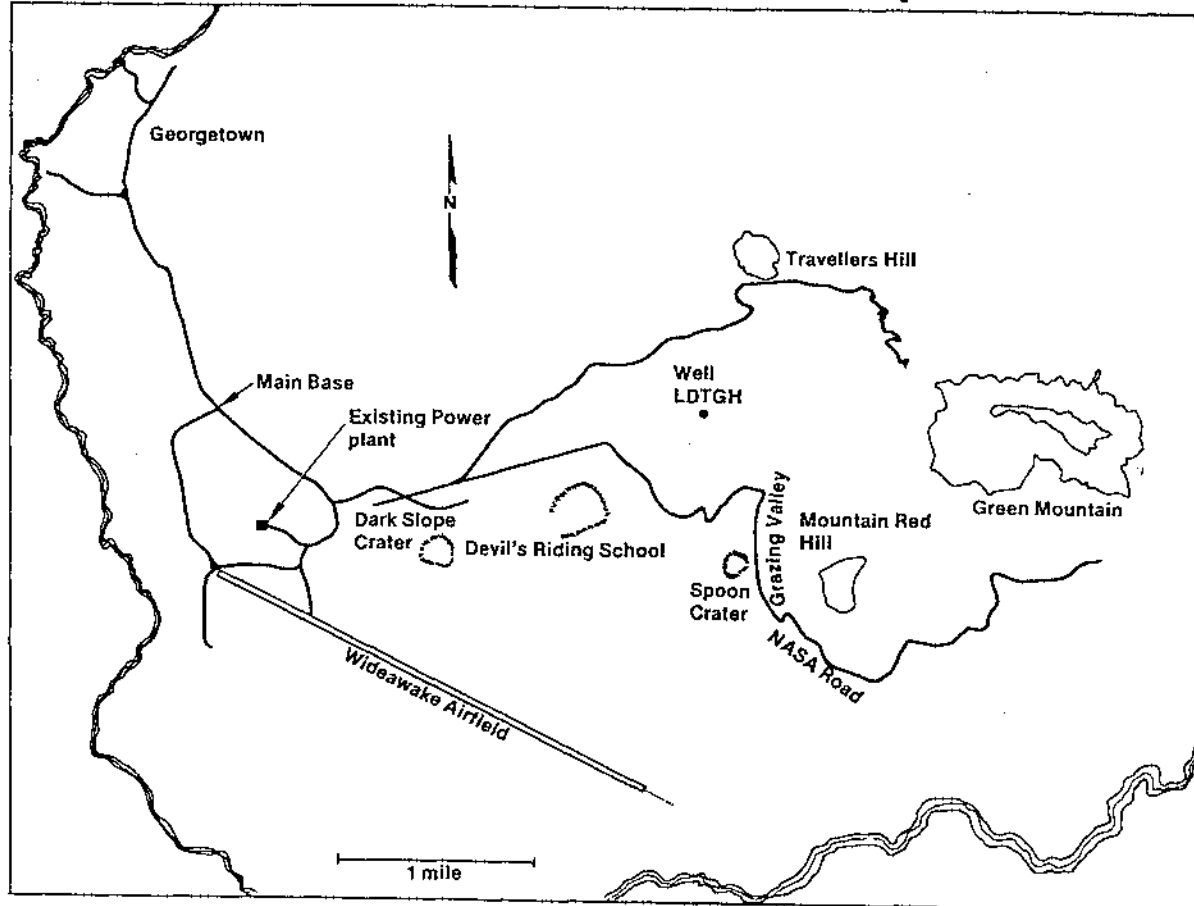 Georgetown
N
Travellers Hill
Main Base
Well
LDTGH
Existing Power
plant
Green Mountain
Grazing Valley
Mountain Red
Hill
Dark Slope
Crater
Devil's Riding School
Spoon
Crater
NASA Road
Wideawake Airfield
1 mile